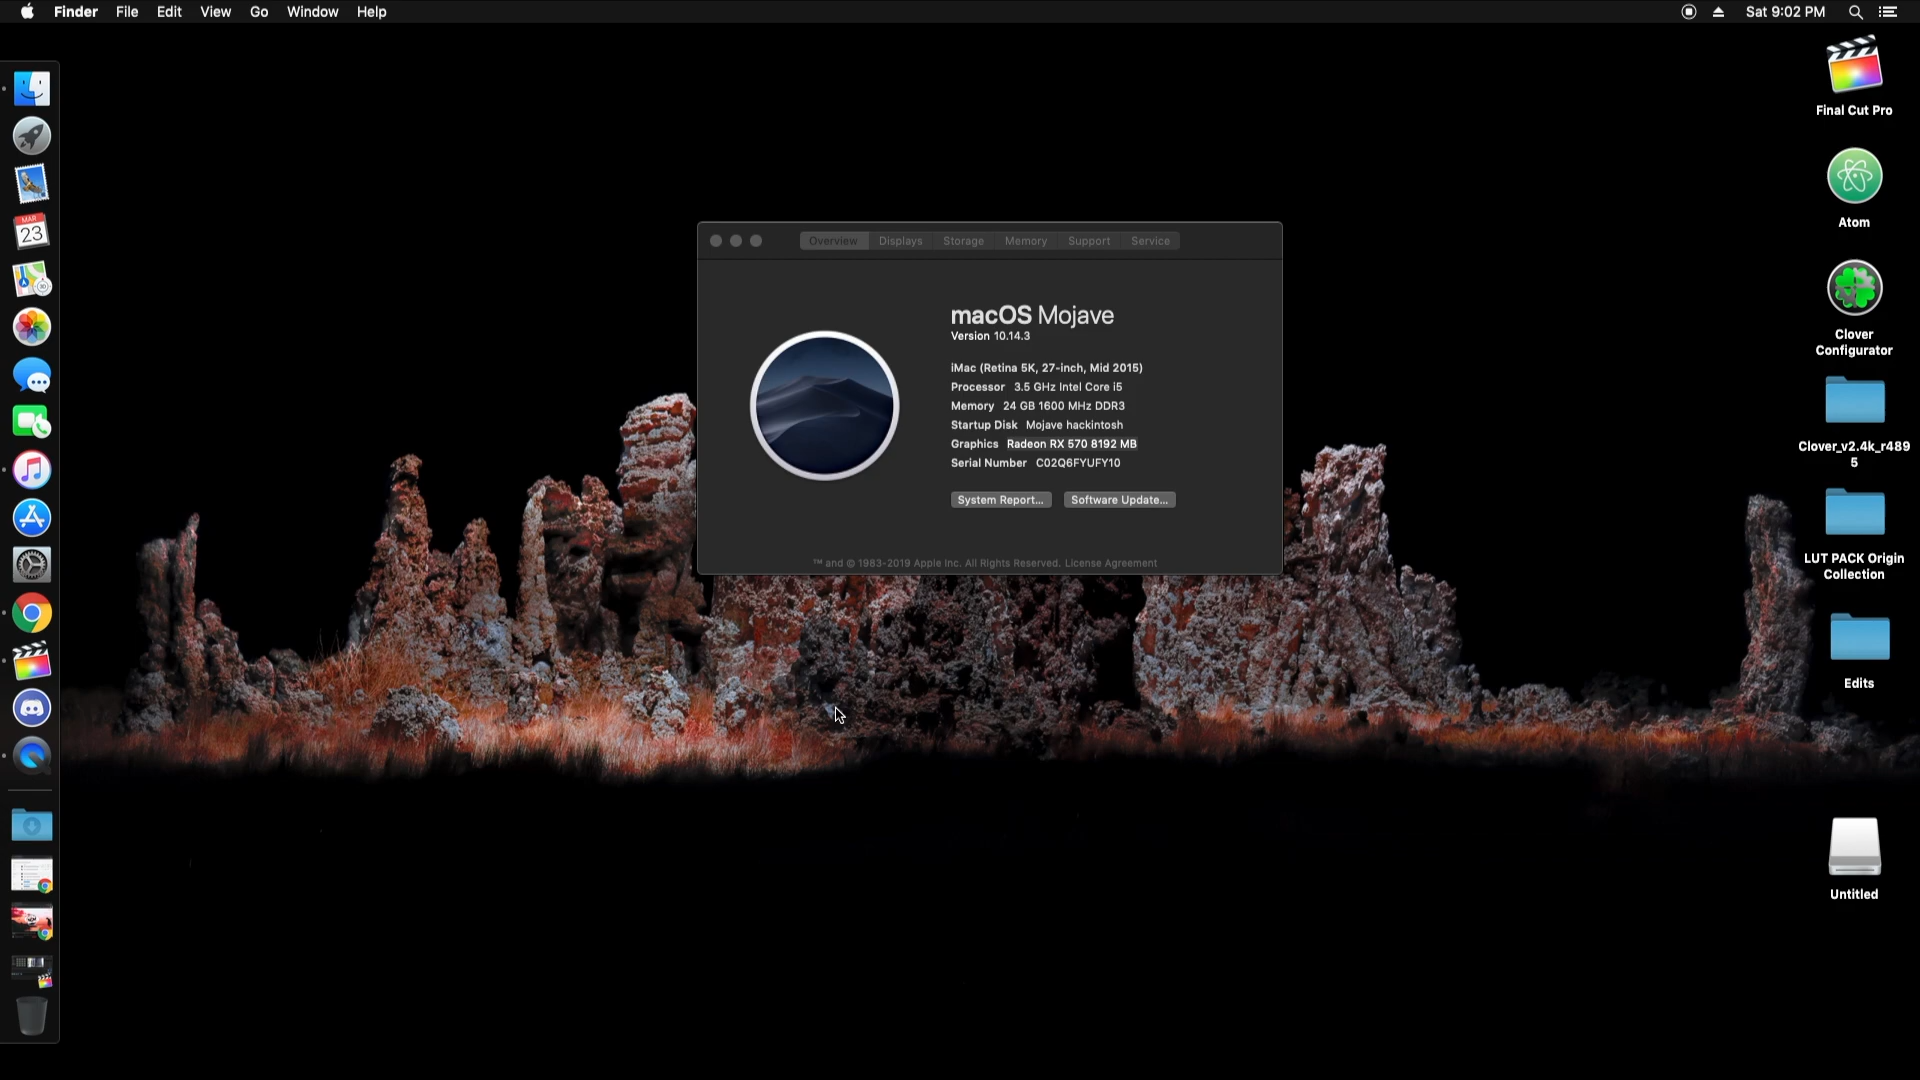 Finder File Edit View Go Window Help
Sat 9:02 PM
MAR
23
Overview Displays Storage Memory Support Service
macOS Mojave
Version 10.14.3
iMac (Retina 5K, 27-inch, Mid 2015)
Processor 3.5 GHz Intel Core i5
Memory 24 GB 1600 MHz DDR3
Startup Disk Mojave hackintosh
Graphics Radeon RX 570 8192 MB
Serial Number C02Q6FYUFY10
System Report... Software Update...
™ and © 1983-2019 Apple Inc. All Rights Reserved. License Agreement
Final Cut Pro
Atom
Clover
Configurator
Clover_v2.4k_r489
5
LUT PACK Origin
Collection
Edits
Untitled